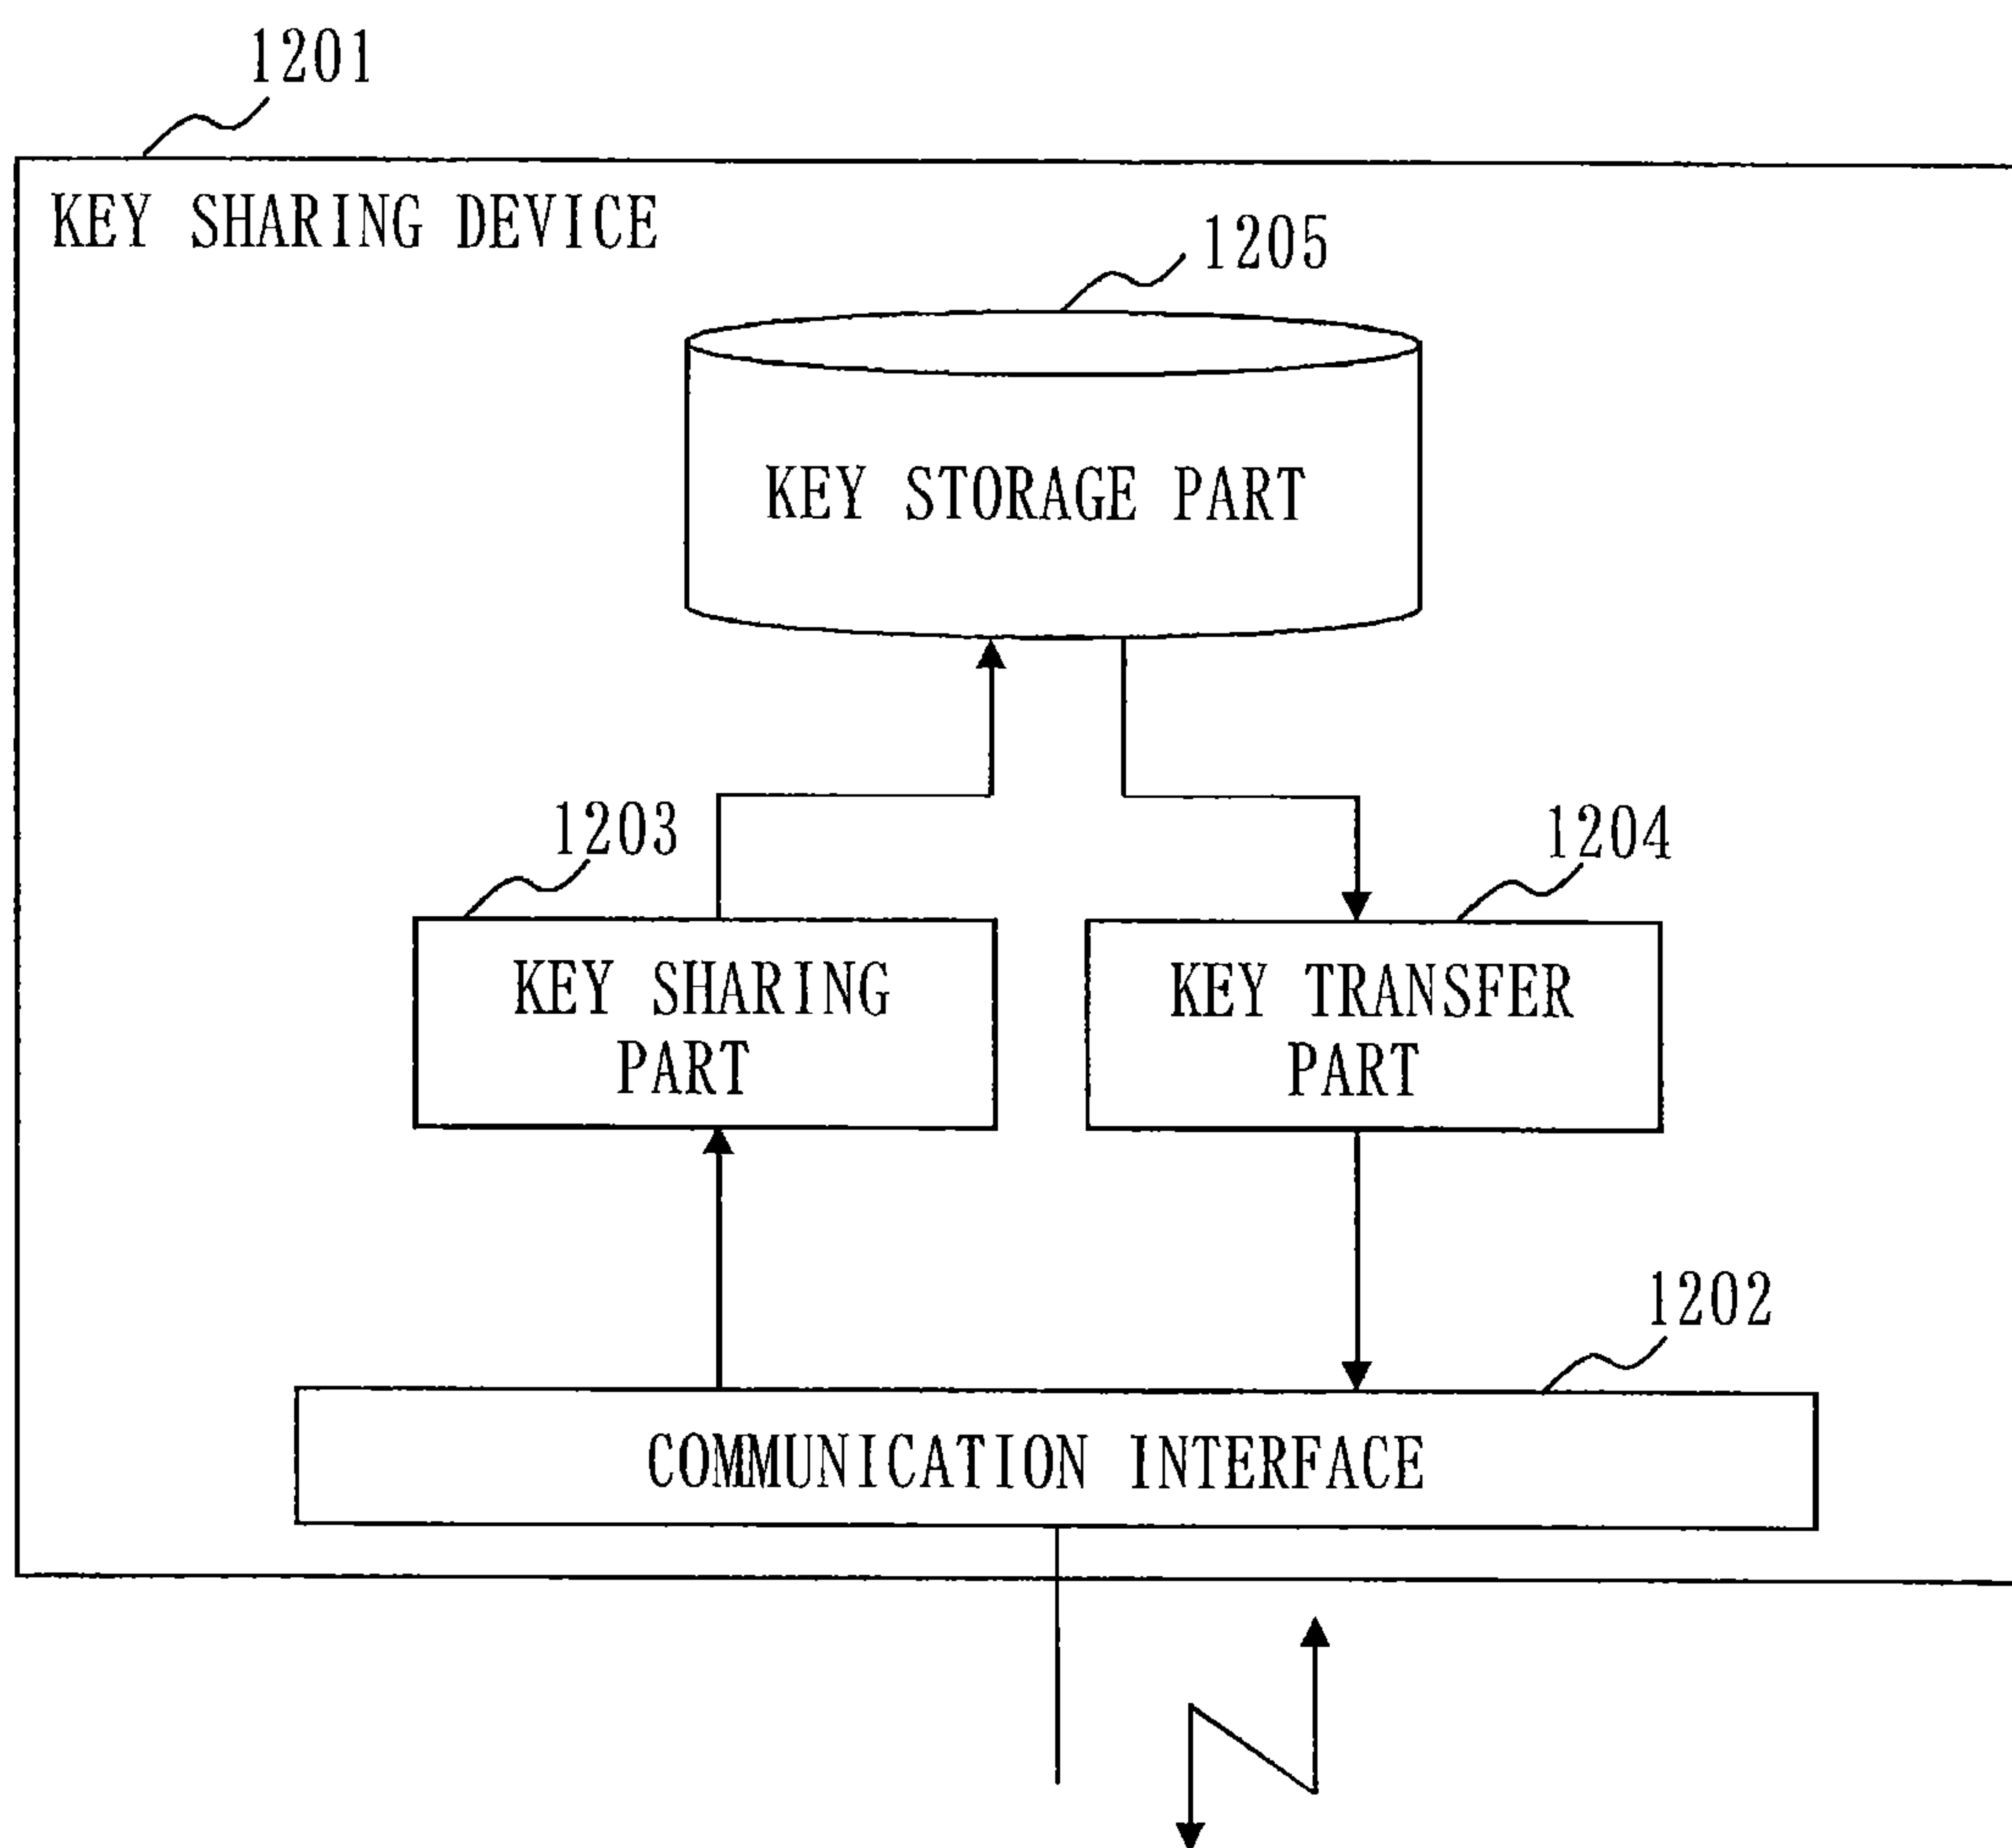 1201
KEY SHARING DEVICE
1205
KEY STORAGE PART
1203
1204
KEY SHARING
PART
KEY TRANSFER
PART
1202
COMMUNICATION INTERFACE